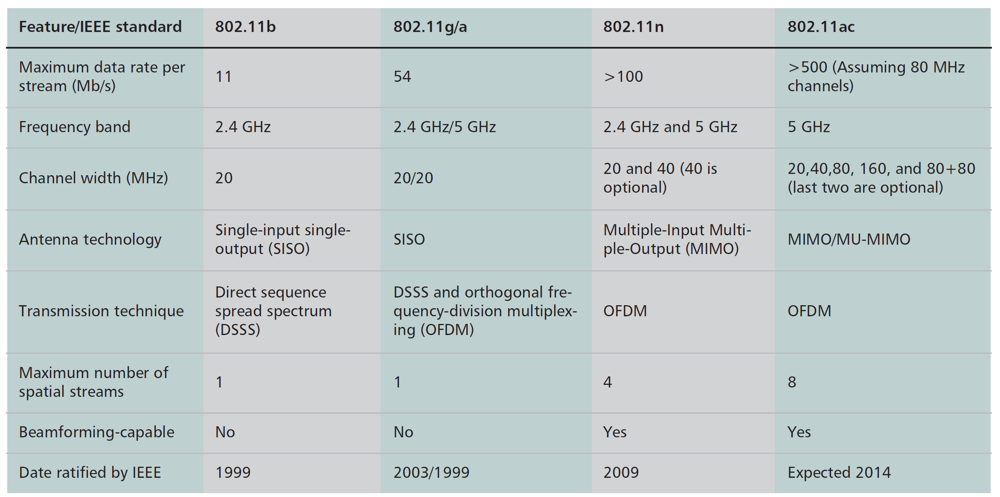 Feature/IEEE standard 802.11b 802.11g/a 802.11n 802.11ac
Maximum data rate per
stream (Mb/s)
11
54
>100
>500 (Assuming 80 MHz
channels)
Frequency band 2.4 GHz 2.4 GHz/5 GHz 2.4 GHz and 5 GHz 5 GHz
Channel width (MHz)
20
20/20
20 and 40 (40 is
optional)
20,40,80, 160, and 80+80
(last two are optional)
Antenna technology
Single-input single-
output (SISO)
SISO
Multiple-Input Multi-
ple-Output (MIMO)
MIMO/MU-MIMO
Transmission technique
Direct sequence
spread spectrum
(DSSS)
DSSS and orthogonal fre-
quency-division multiplex-
ing (OFDM)
OFDM
OFDM
Maximum number of
spatial streams
1
1
4
8
Beamforming-capable No No Yes Yes
Date ratified by IEEE 1999 2003/1999 2009 Expected 2014